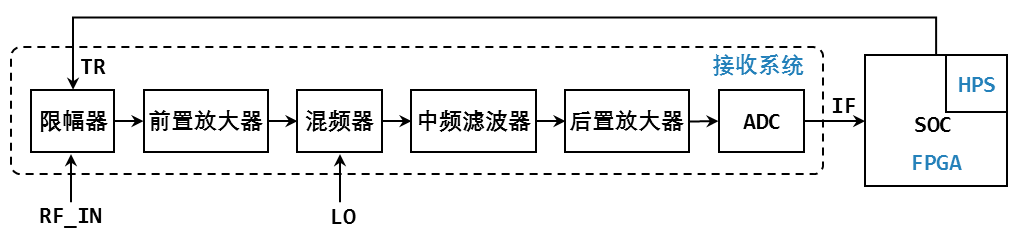 TR
接收系统
HPS
限幅器
前置放大器
混频器
中频滤波器
后置放大器
ADC
IF
SOC
FPGA
RF_IN
LO